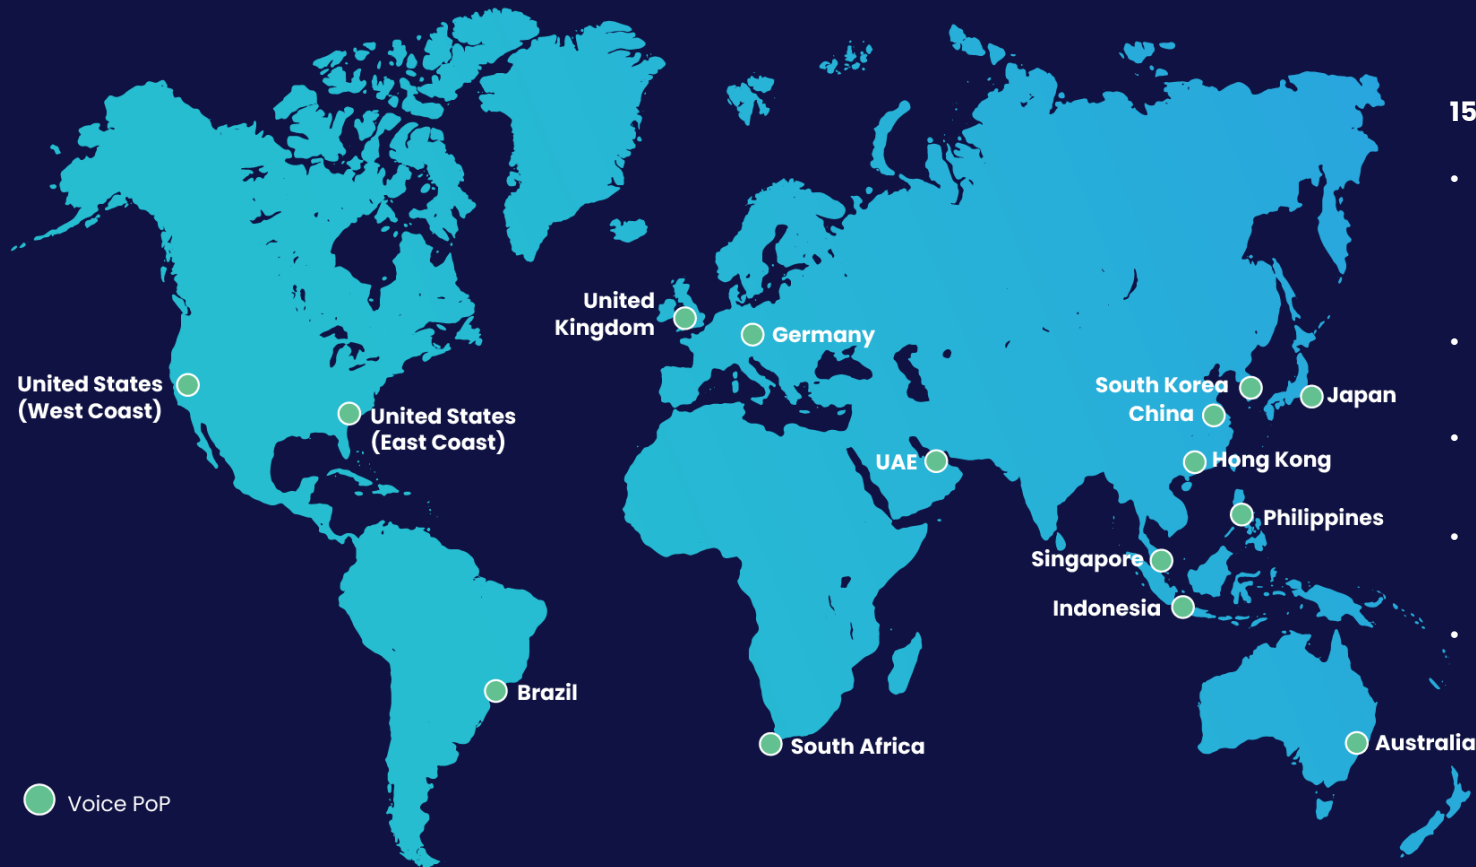 15
United
Kingdom
Germany
United States
(West Coast)
United States
(East Coast)
South Korea
Japan
China
UAE
Hong Kong
Philippines
Singapore
Indonesia
Brazil
South Africa
Australia
Voice PoP